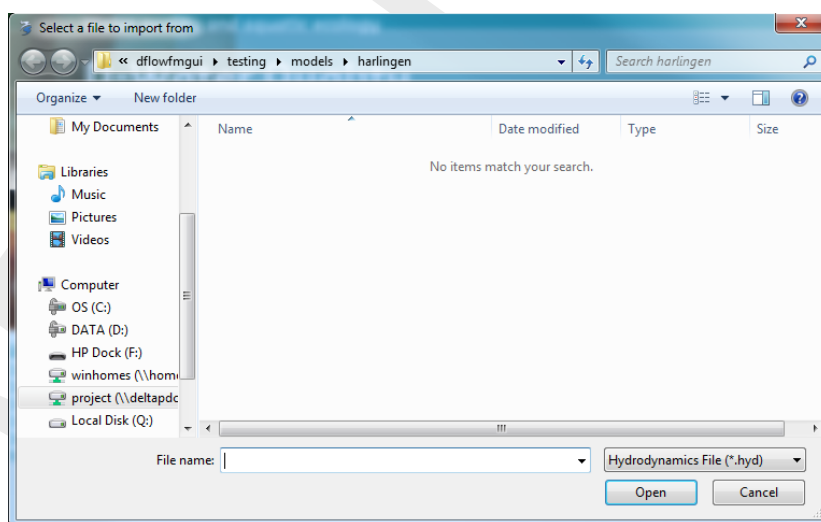 Select a file to import from
« dflowfmgui ▸ testing ▸ models ▸ harlingen
Search harlingen
Organize
New folder
My Documents
Name
Date modified
Type
Size
No items match your search.
Libraries
Music
Pictures
Videos
Computer
OS (C:)
DATA (D:)
HP Dock (F:)
winhomes (\\hom
project (\\deltapdc
Local Disk (Q:)
File name:
Hydrodynamics File (*.hyd)
Open
Cancel